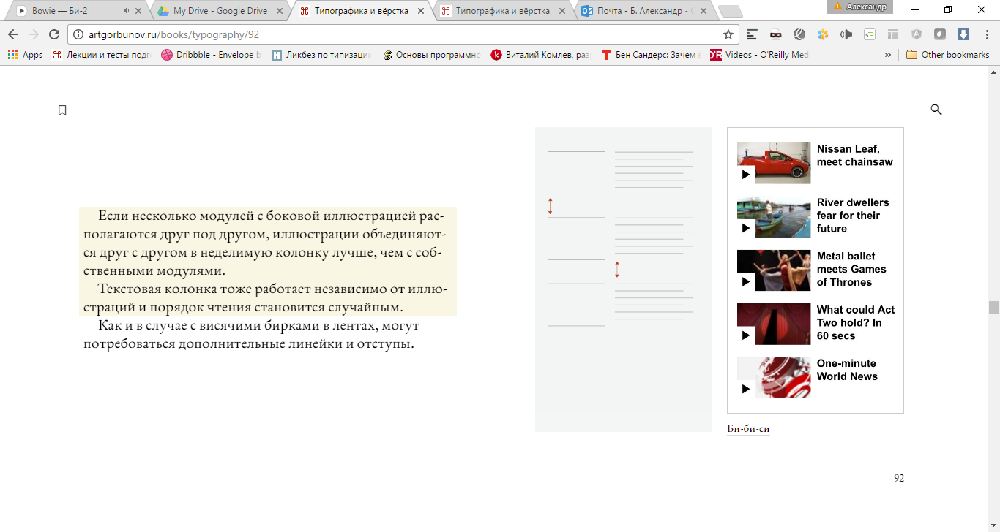 Bowie — Би-2
My Drive - Google Drive
Типографика и вёрстка
Типографика и вёрстка
Почта - Б. Александр -
Александр
artgorbunov.ru/books/typography/92
Apps
Лекции и тесты
Dribbble - Envelope
Ликбез по типизации
Основы программно
Виталий Комлев, раз
Бен Сандерс: Зачем
Videos - O'Reilly Medi
»
Other bookmarks
Если несколько модулей с боковой иллюстрацией рас-
полагаются друг под другом, иллюстрации объединяют-
ся друг с другом в неделимую колонку лучше, чем с соб-
ственными модулями.
Текстовая колонка тоже работает независимо от иллю-
страций и порядок чтения становится случайным.
Как и в случае с висячими бирками в лентах, могут
потребоваться дополнительные линейки и отступы.
Nissan Leaf,
meet chainsaw
River dwellers
fear for their
future
Metal ballet
meets Games
of Thrones
What could Act
Two hold? In
60 secs
One-minute
World News
Би-би-си
92